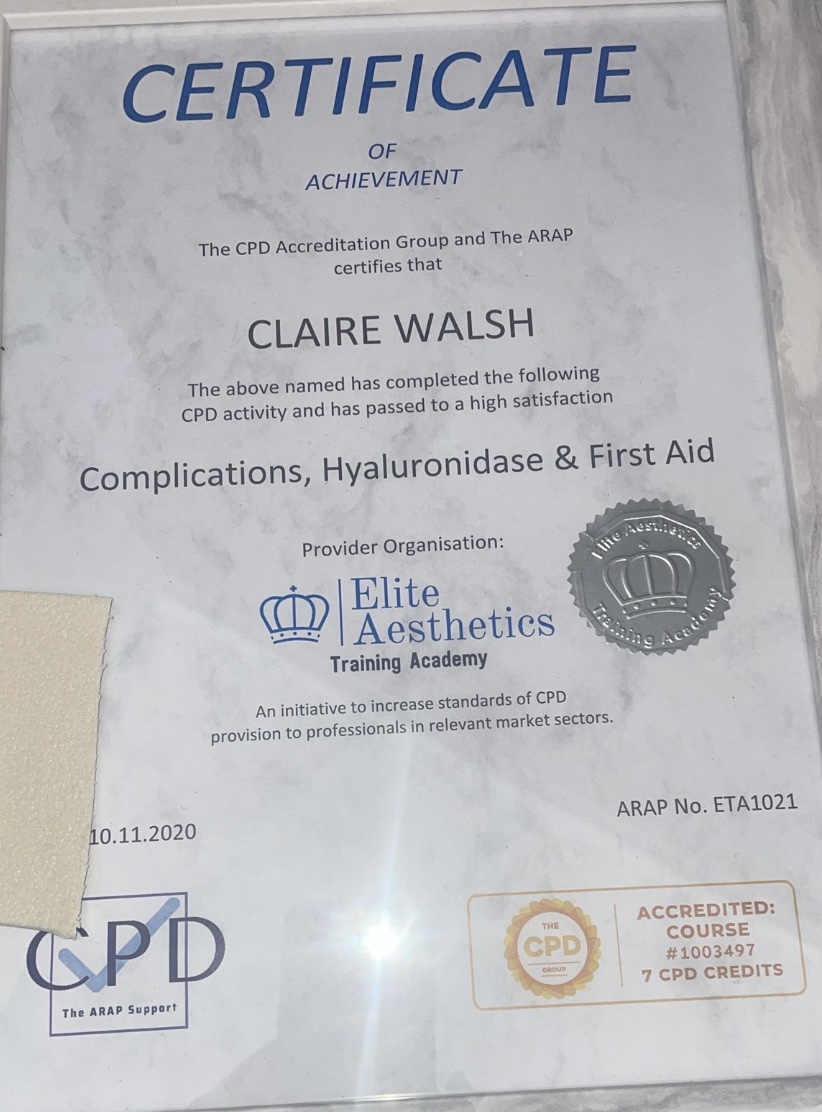 CERTIFICATE
OF
ACHIEVEMENT
The CPD Accreditation Group and The ARAP
certifies that
CLAIRE WALSH
The above named has completed the following
CPD activity and has passed to a high satisfaction
Complications, Hyaluronidase & First Aid
Provider Organisation:
Elite
Aesthetics
Training Academy
Elite Aesthetics
Training Academy
An initiative to increase standards of CPD
provision to professionals in relevant market sectors.
ARAP No. ETA1021
10.11.2020
CPD
The ARAP Support
THE
CPD
GROUP
ACCREDITED:
COURSE
#1003497
7 CPD CREDITS